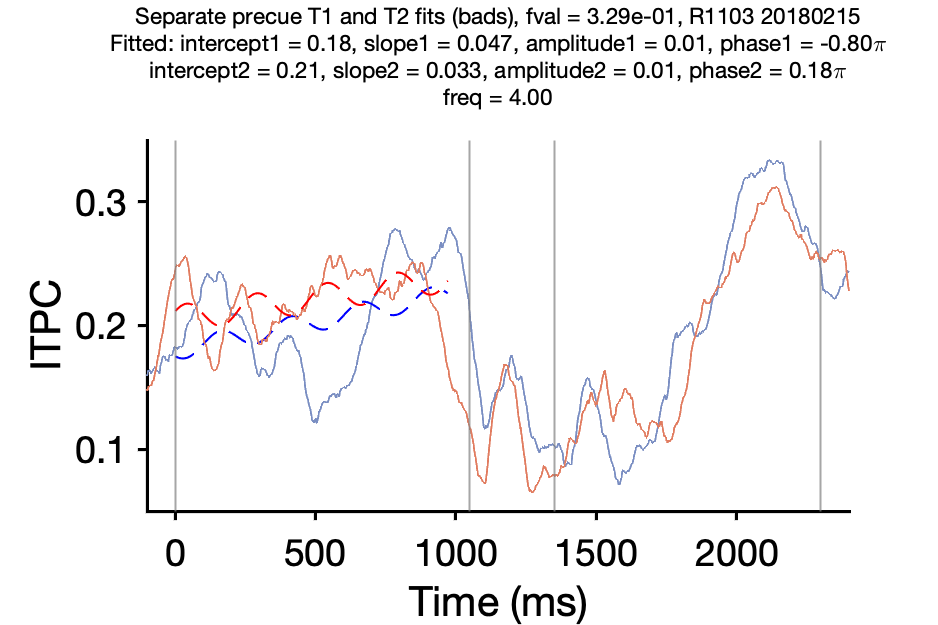 Separate precue T1 and T2 fits (bads), fval = 3.29e-01, R1103 20180215
Fitted: intercept1 = 0.18, slope1 = 0.047, amplitude1 = 0.01, phase1 = -0.80π
intercept2 = 0.21, slope2 = 0.033, amplitude2 = 0.01, phase2 = 0.18π
freq = 4.00
0.3
0.2
0.1
ITPC
0 500 1000 1500 2000
Time (ms)